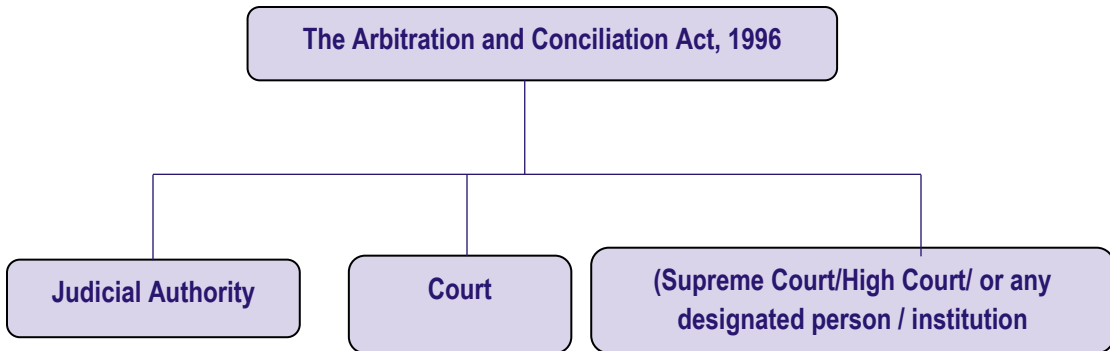 The Arbitration and Conciliation Act, 1996
Judicial Authority
Court
(Supreme Court/High Court/ or any
designated person / institution